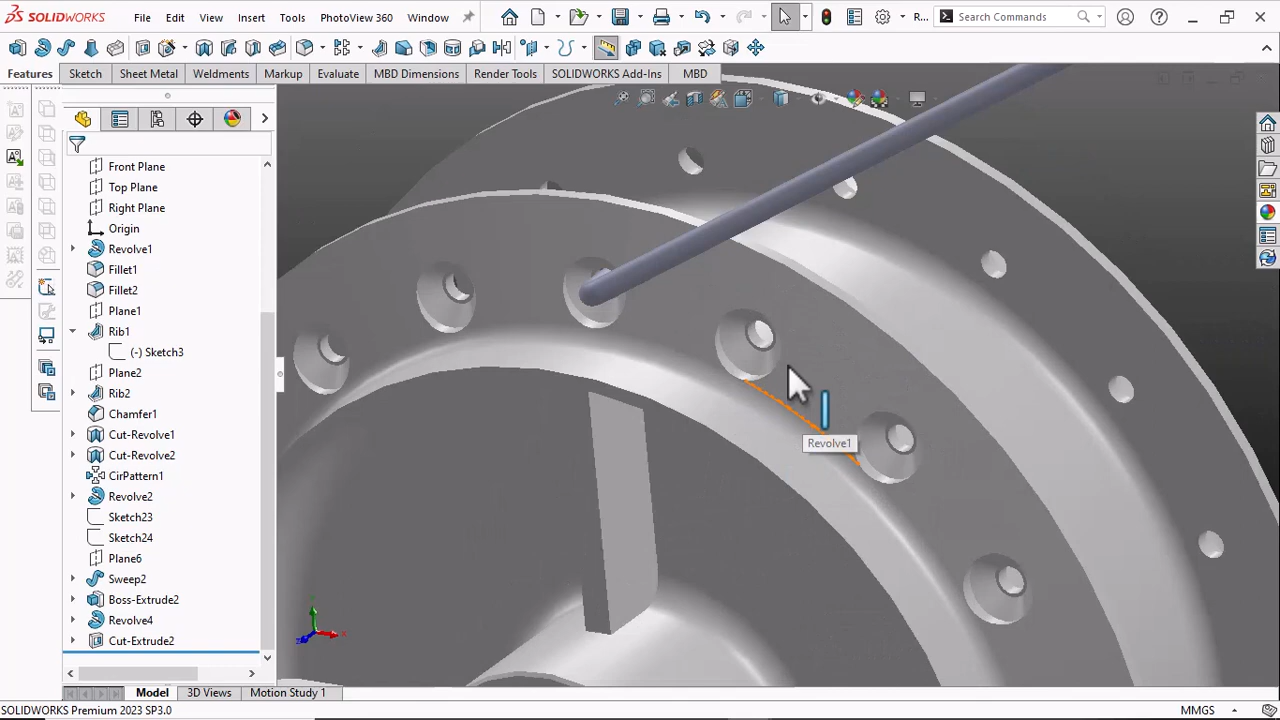 SOLIDWORKS File Edit View Insert Tools PhotoView 360 Window R... Search Commands
Features Sketch Sheet Metal Weldments Markup Evaluate MBD Dimensions Render Tools SOLIDWORKS Add-Ins MBD
Front Plane
Top Plane
Right Plane
Origin
Revolve1
Fillet1
Fillet2
Plane1
Rib1
(-) Sketch3
Plane2
Rib2
Chamfer1
Cut-Revolve1
Cut-Revolve2
CirPattern1
Revolve2
Sketch23
Sketch24
Plane6
Sweep2
Boss-Extrude2
Revolve4
Cut-Extrude2
Revolve1
Model 3D Views Motion Study 1
SOLIDWORKS Premium 2023 SP3.0 MMGS